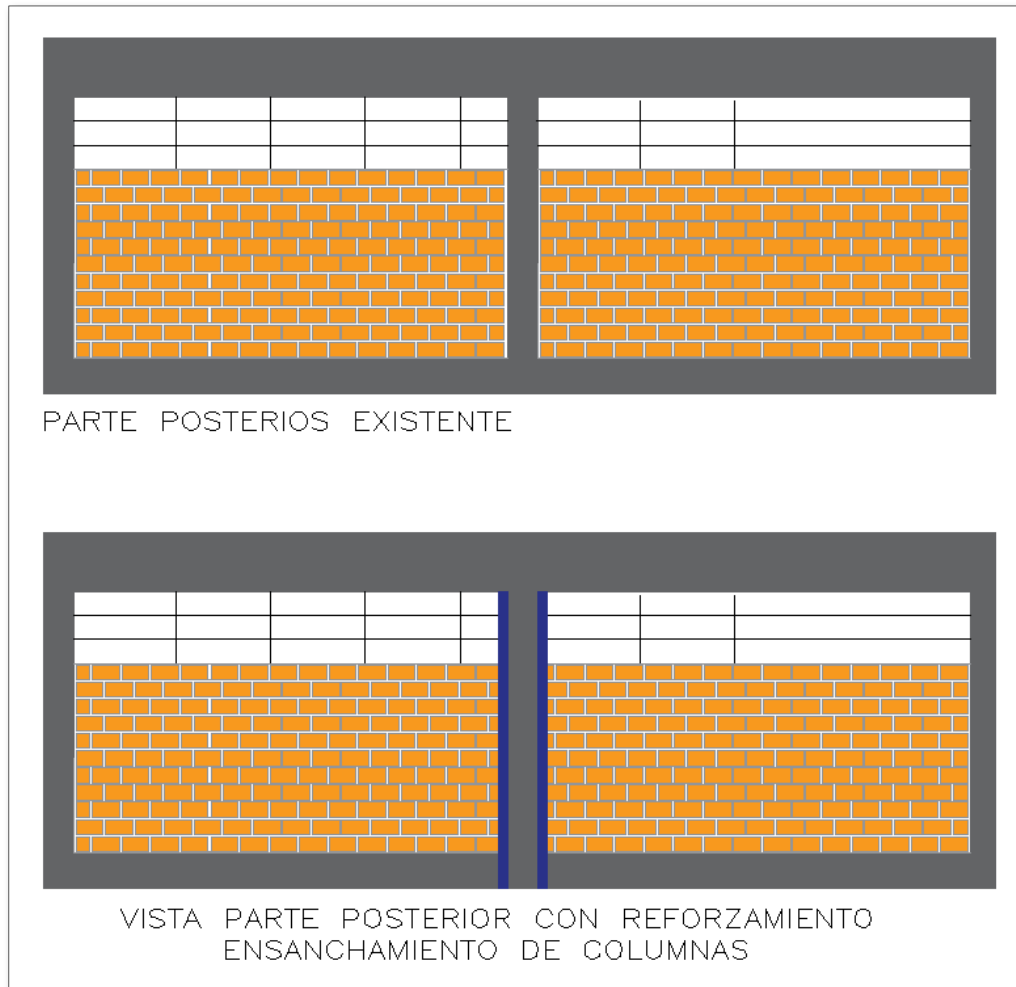 PARTE POSTERIOS EXISTENTE
VISTA PARTE POSTERIOR CON REFORZAMIENTO
ENSANCHAMIENTO DE COLUMNAS